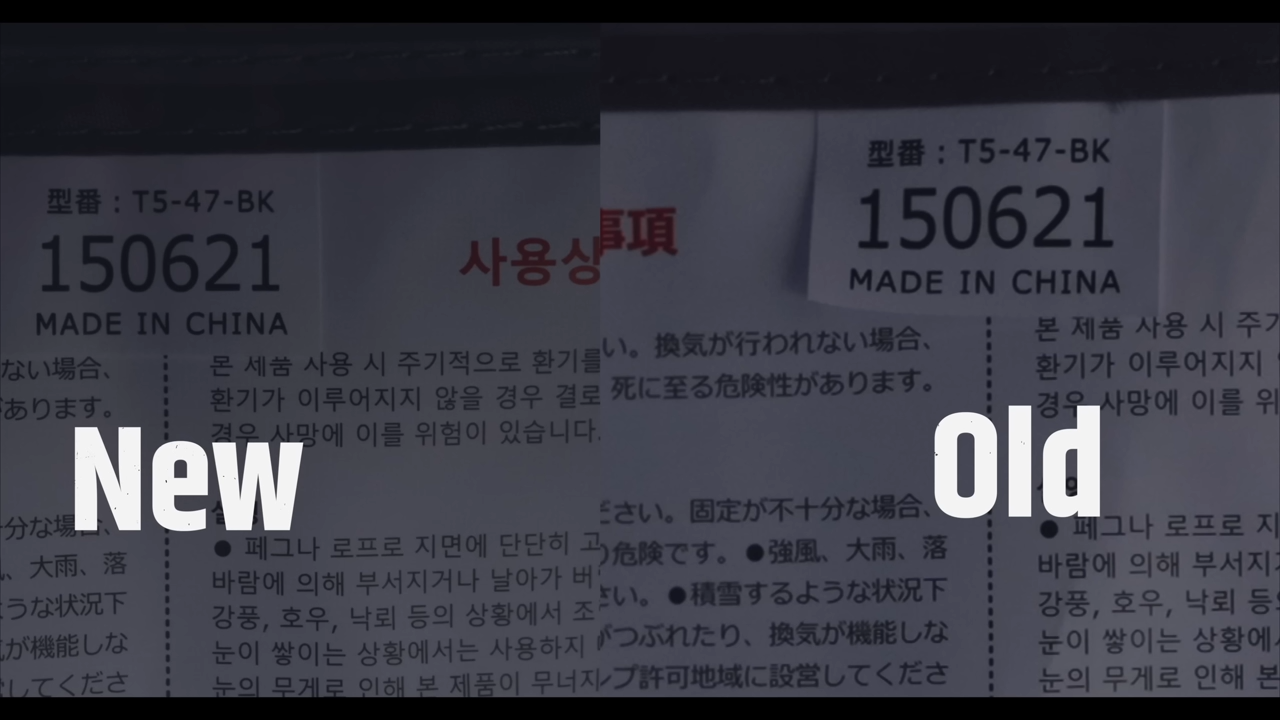 型番：T5-47-BK
150621
MADE IN CHINA
사용상
ない場合、
があります。
몬 세품 사용 시 주기적으로 환기를
환기가 이루어지지 않을 경우 결로
경우 사망에 이를 위험이 있습니다.
New
十分な場合、
、大雨、落
ような状況下
気が機能しな
してくださ
● 페그나 로프로 지면에 단단히 고
바람에 의해 부서지거나 날아가 버
강풍, 호우, 낙뢰 등의 상황에서 조
눈이 쌓이는 상황에서는 사용하지
눈의 무게로 인해 본 제품이 무너지
事項
型番：T5-47-BK
150621
MADE IN CHINA
い。換気が行われない場合、
死に至る危険性があります。
본 제품 사용 시 주기
환기가 이루어지지
경우 사망에 이를 위
Old
ださい。固定が不十分な場合、
危険です。●強風、大雨、落
さい。●積雪するような状況下
がつぶれたり、換気が機能しな
ンプ許可地域に設営してくださ
● 페그나 로프로 지
바람에 의해 부서지
강풍, 호우, 낙뢰 등
눈이 쌓이는 상황에
눈의 무게로 인해 본